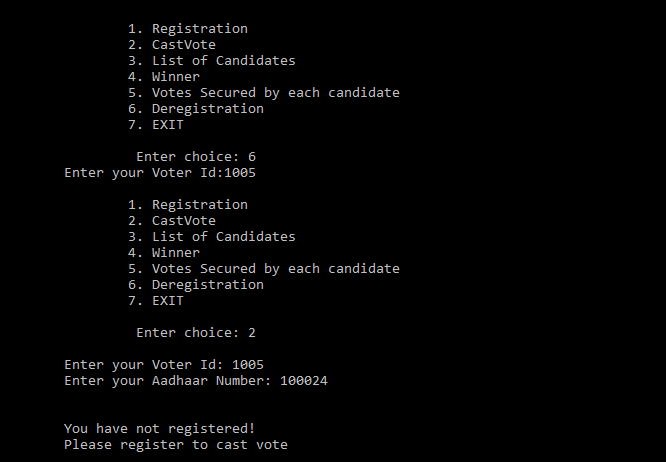 1. Registration
2. CastVote
3. List of Candidates
4. Winner
5. Votes Secured by each candidate
6. Deregistration
7. EXIT
Enter choice: 6
Enter your Voter Id:1005
1. Registration
2. CastVote
3. List of Candidates
4. Winner
5. Votes Secured by each candidate
6. Deregistration
7. EXIT
Enter choice: 2
Enter your Voter Id: 1005
Enter your Aadhaar Number: 100024
You have not registered!
Please register to cast vote